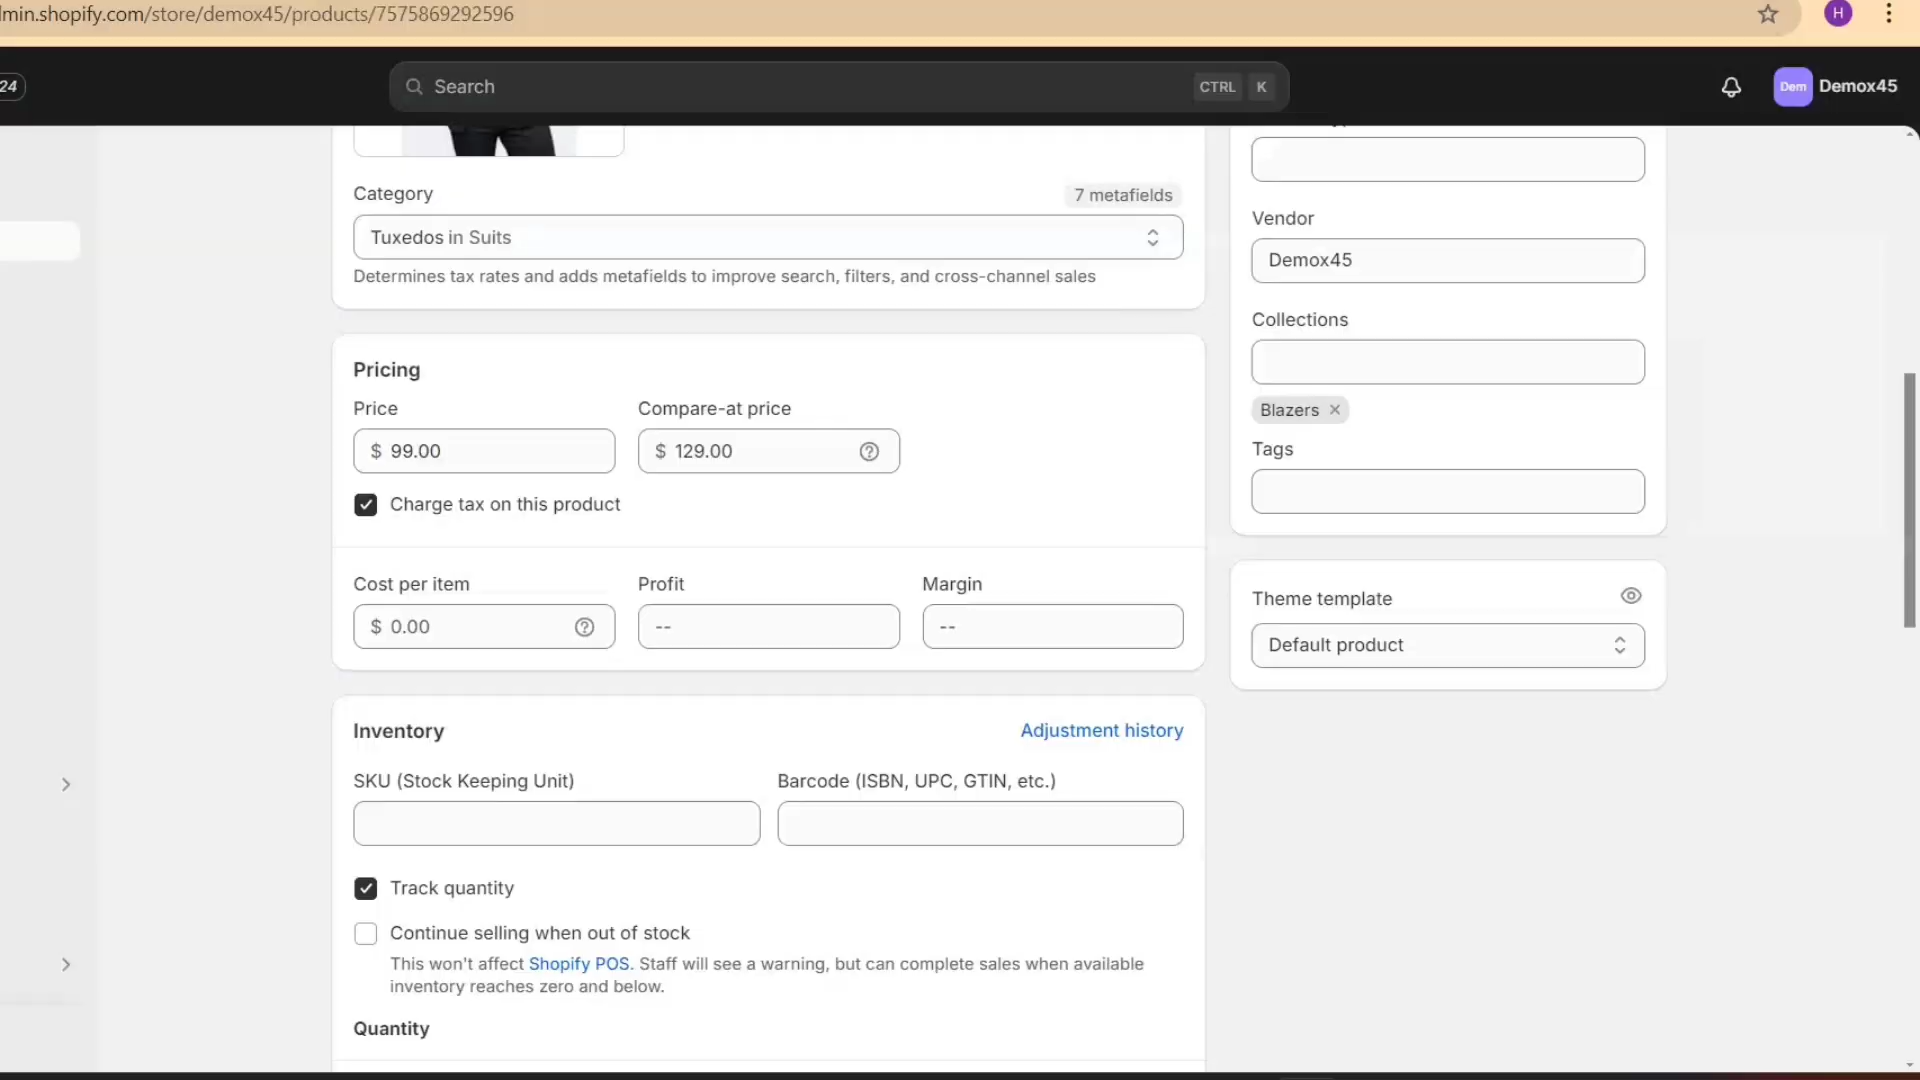 lmin.shopify.com/store/demox45/products/7575869292596
H
24
Search
CTRL K
Dem
Demox45
Category
7 metafields
Tuxedos in Suits
Determines tax rates and adds metafields to improve search, filters, and cross-channel sales
Pricing
Price
Compare-at price
$ 99.00
$ 129.00
Charge tax on this product
Cost per item
Profit
Margin
$ 0.00
--
--
Inventory
Adjustment history
SKU (Stock Keeping Unit)
Barcode (ISBN, UPC, GTIN, etc.)
Track quantity
Continue selling when out of stock
This won't affect Shopify POS. Staff will see a warning, but can complete sales when available
inventory reaches zero and below.
Quantity
Vendor
Demox45
Collections
Blazers
Tags
Theme template
Default product